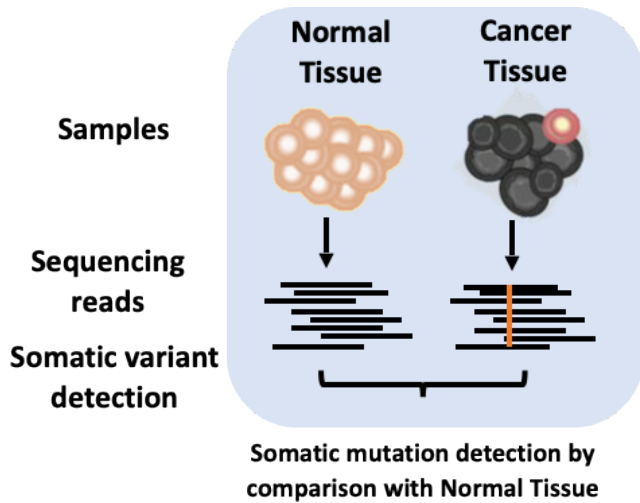 Normal
Tissue
Cancer
Tissue
Samples
Sequencing
reads
Somatic variant
detection
Somatic mutation detection by
comparison with Normal Tissue